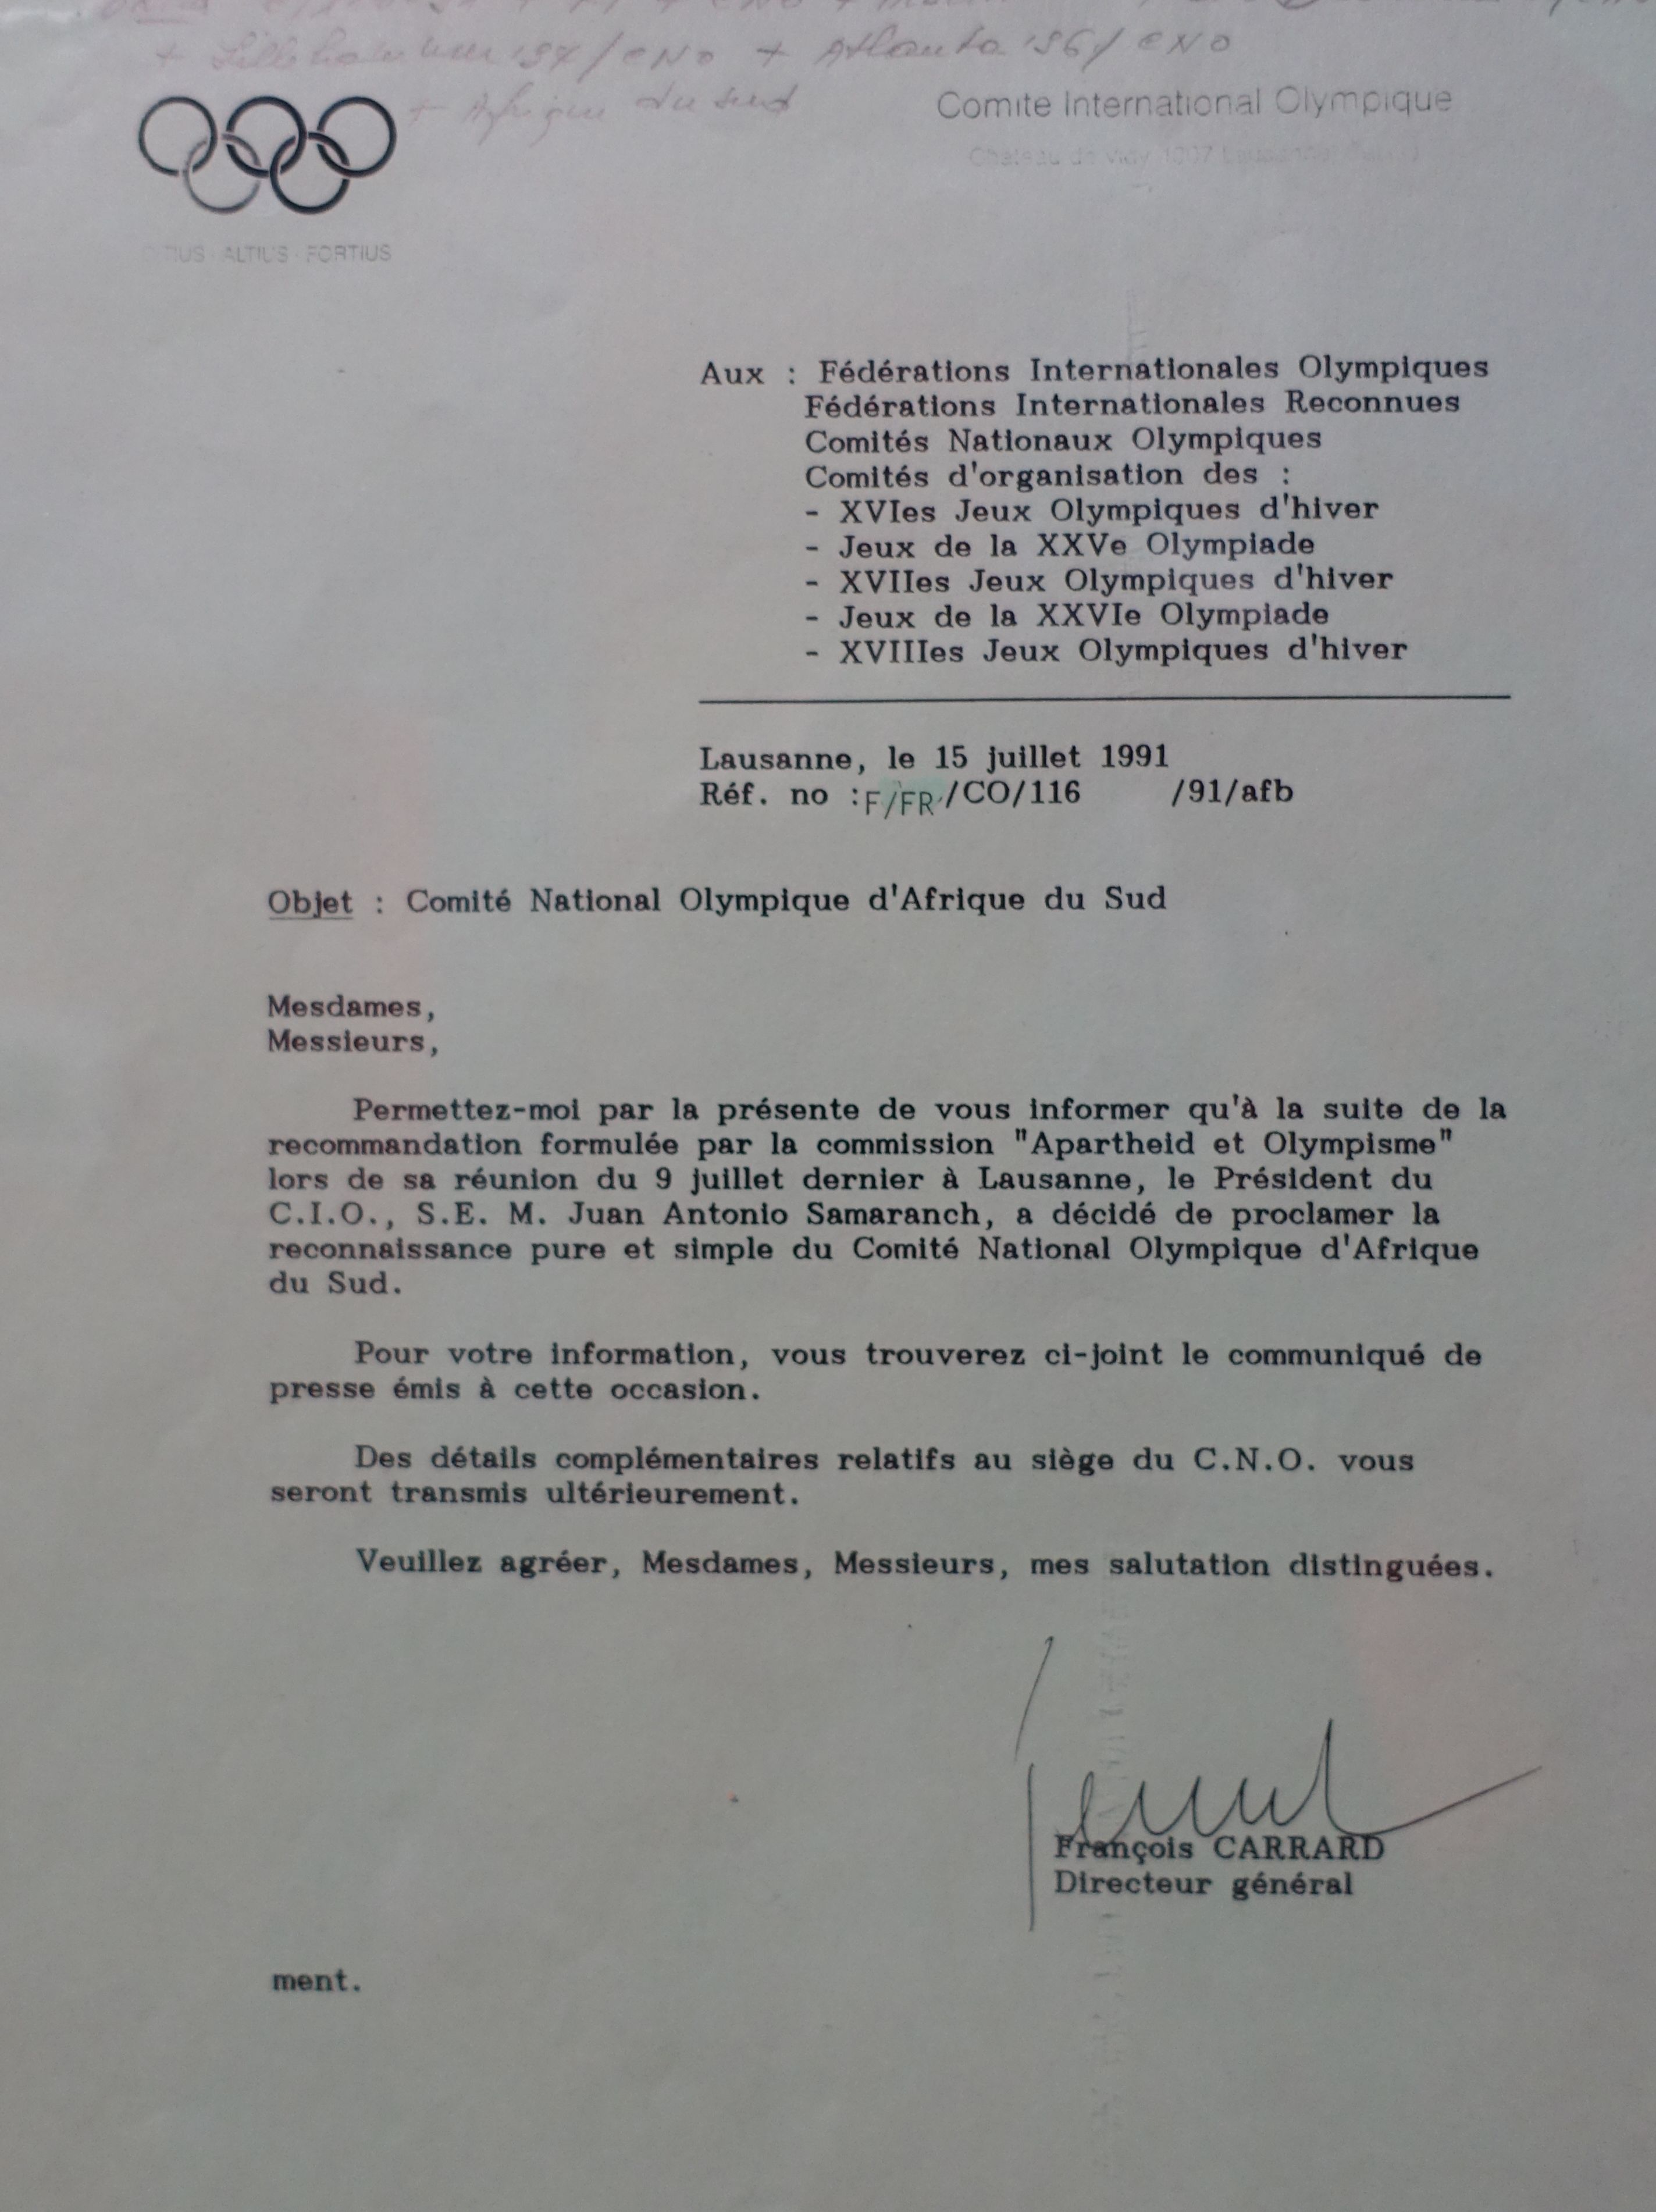 + Lillehammer '94 / CNO + Atlanta '96 / CNO
+ Afrique du Sud
Comité International Olympique
Château de Vidy 1007 Lausanne
ALTIUS - FORTIUS
Aux : Fédérations Internationales Olympiques
Fédérations Internationales Reconnues
Comités Nationaux Olympiques
Comités d'organisation des :
- XVIes Jeux Olympiques d'hiver
- Jeux de la XXVe Olympiade
- XVIIes Jeux Olympiques d'hiver
- Jeux de la XXVIe Olympiade
- XVIIIes Jeux Olympiques d'hiver
Lausanne, le 15 juillet 1991
Réf. no : F/FR/CO/116 /91/afb
Objet : Comité National Olympique d'Afrique du Sud
Mesdames,
Messieurs,
Permettez-moi par la présente de vous informer qu'à la suite de la
recommandation formulée par la commission "Apartheid et Olympisme"
lors de sa réunion du 9 juillet dernier à Lausanne, le Président du
C.I.O., S.E. M. Juan Antonio Samaranch, a décidé de proclamer la
reconnaissance pure et simple du Comité National Olympique d'Afrique
du Sud.
Pour votre information, vous trouverez ci-joint le communiqué de
presse émis à cette occasion.
Des détails complémentaires relatifs au siège du C.N.O. vous
seront transmis ultérieurement.
Veuillez agréer, Mesdames, Messieurs, mes salutation distinguées.
François CARRARD
Directeur général
ment.